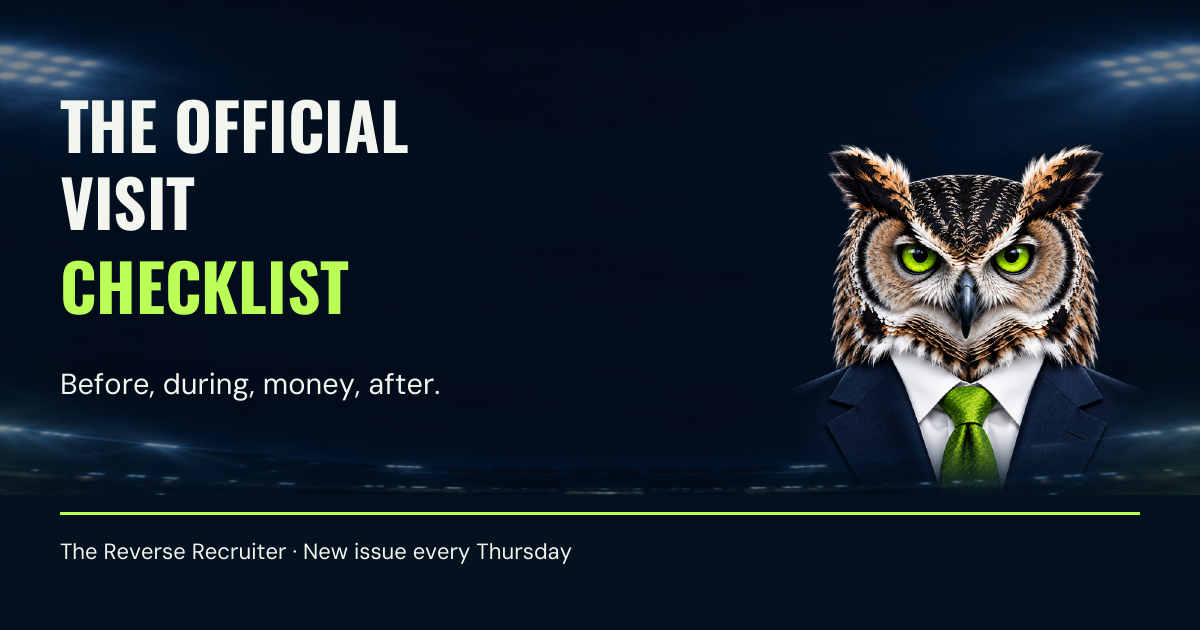 THE OFFICIAL
VISIT
CHECKLIST
Before, during, money, after.
The Reverse Recruiter · New issue every Thursday